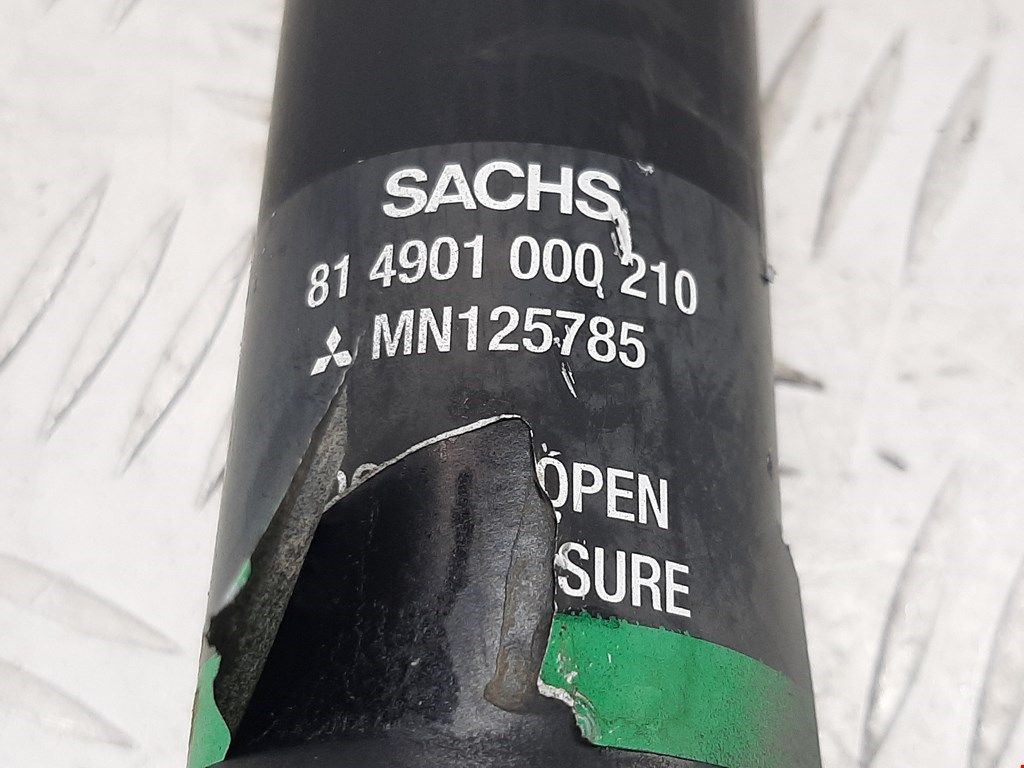 SACHS
81 4901 000 210
MN125785
OPEN
SURE